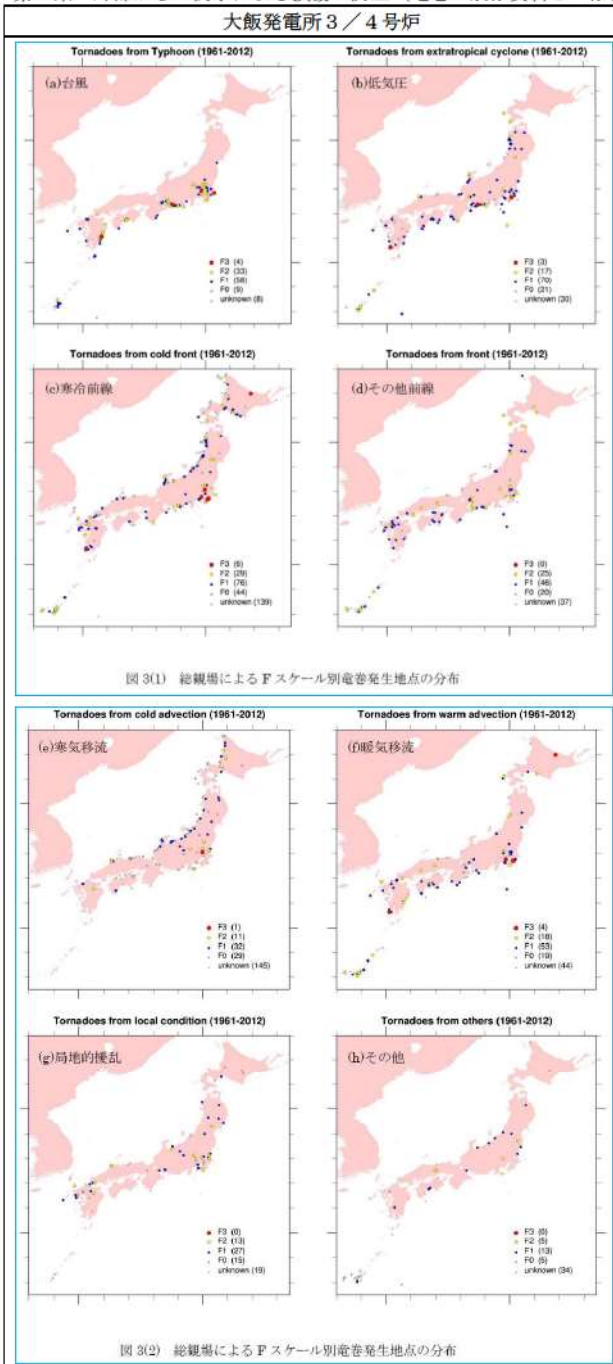 大飯発電所3/4号炉
Tornadoes from Typhoon (1961-2012)
(a)台風
F3 (4)
F2 (33)
F1 (58)
F0 (9)
unknown (8)
Tornadoes from extratropical cyclone (1961-2012)
(b)低気圧
F3 (3)
F2 (17)
F1 (70)
F0 (21)
unknown (30)
Tornadoes from cold front (1961-2012)
(c)寒冷前線
F3 (6)
F2 (29)
F1 (76)
F0 (44)
unknown (139)
Tornadoes from front (1961-2012)
(d)その他前線
F3 (0)
F2 (25)
F1 (46)
F0 (20)
unknown (37)
図 3(1) 総観場による F スケール別竜巻発生地点の分布
Tornadoes from cold advection (1961-2012)
(e)寒気移流
F3 (1)
F2 (11)
F1 (32)
F0 (29)
unknown (145)
Tornadoes from warm advection (1961-2012)
(f)暖気移流
F3 (4)
F2 (18)
F1 (53)
F0 (19)
unknown (44)
Tornadoes from local condition (1961-2012)
(g)局地的擾乱
F3 (0)
F2 (13)
F1 (27)
F0 (15)
unknown (19)
Tornadoes from others (1961-2012)
(h)その他
F3 (0)
F2 (5)
F1 (13)
F0 (5)
unknown (34)
図 3(2) 総観場による F スケール別竜巻発生地点の分布